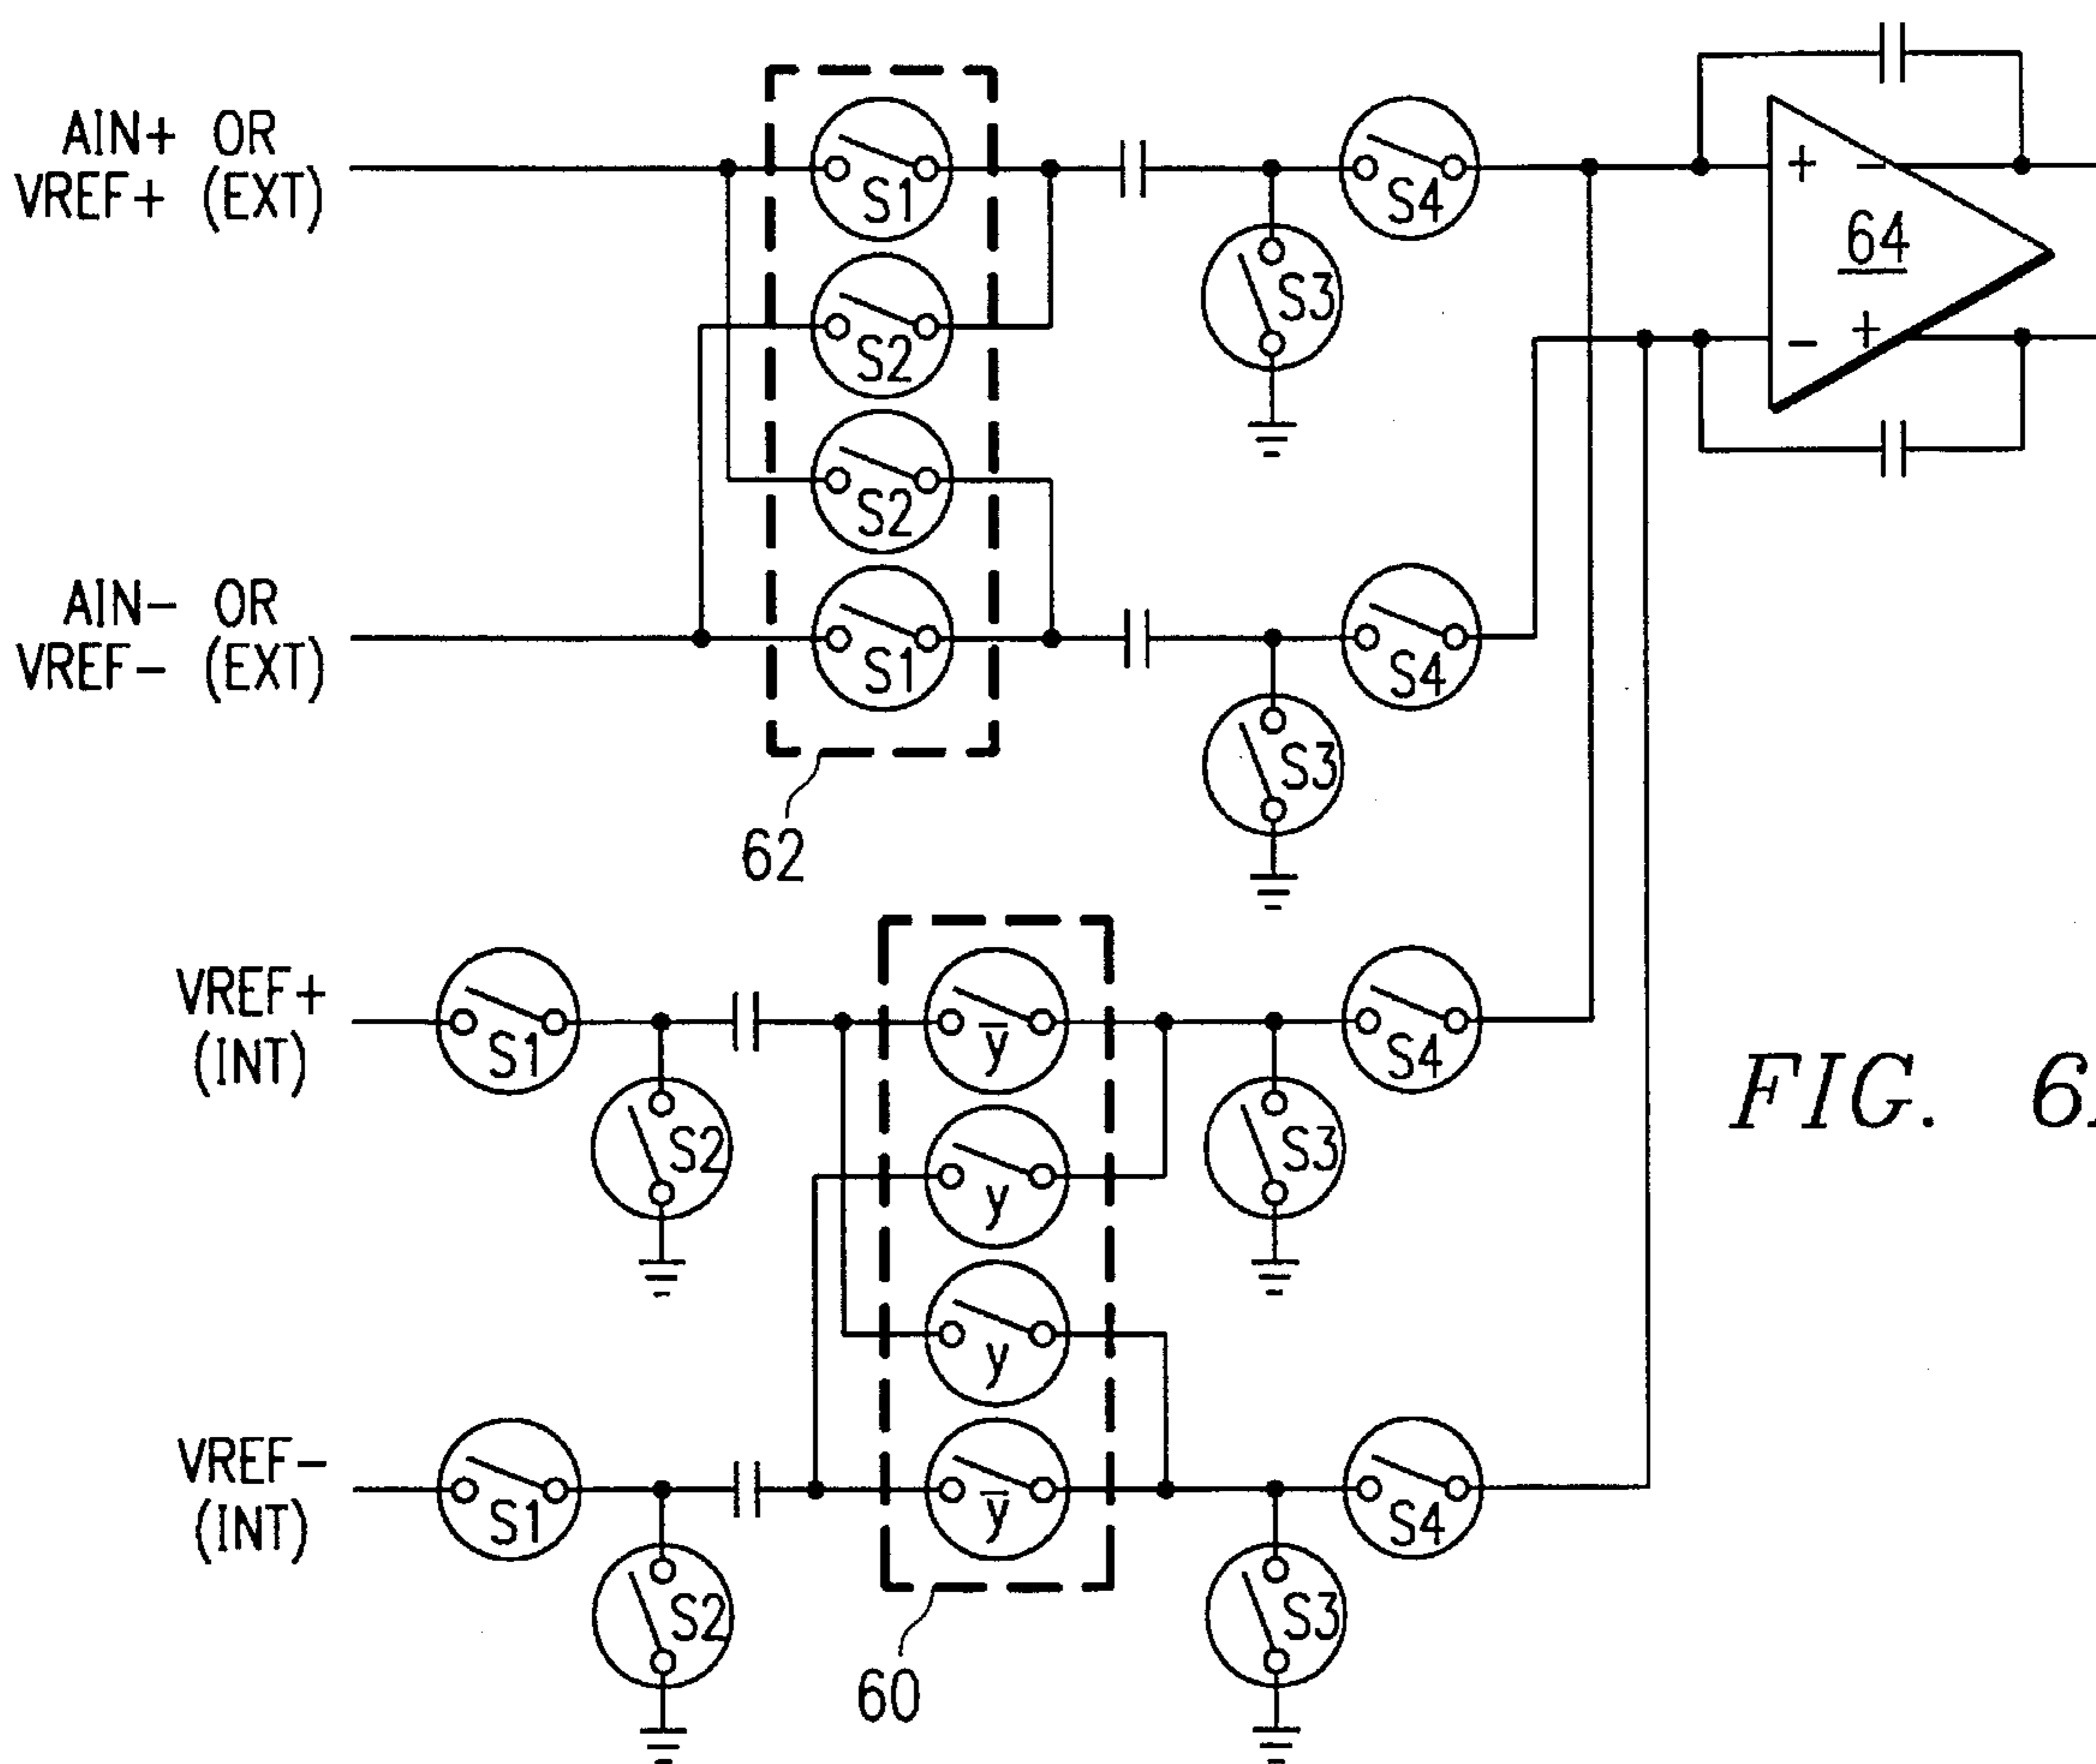 AIN+ OR
VREF+ (EXT)
S1
S4
+ −
64
S3
S2
− +
S2
AIN− OR
VREF− (EXT)
S1
S4
S3
62
VREF+
(INT)
S1
y̅
S4
FIG. 6
S2
y
S3
y
VREF−
(INT)
S1
y̅
S4
S2
S3
60